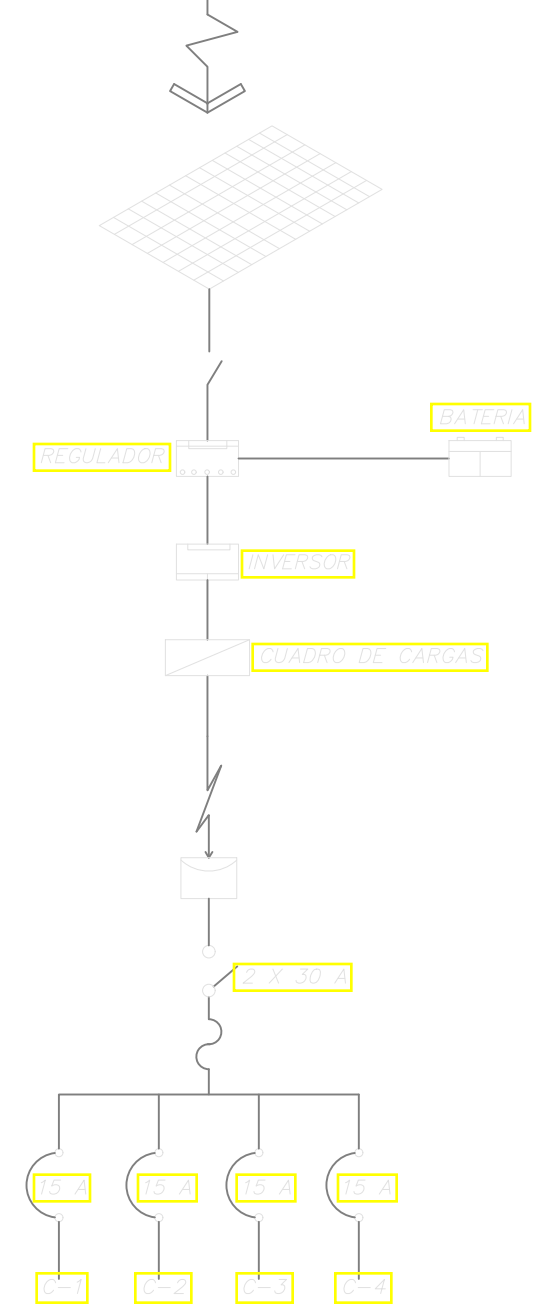 BATERIA
REGULADOR
INVERSOR
CUADRO DE CARGAS
2 X 30 A
15 A
15 A
15 A
15 A
C-1
C-2
C-3
C-4